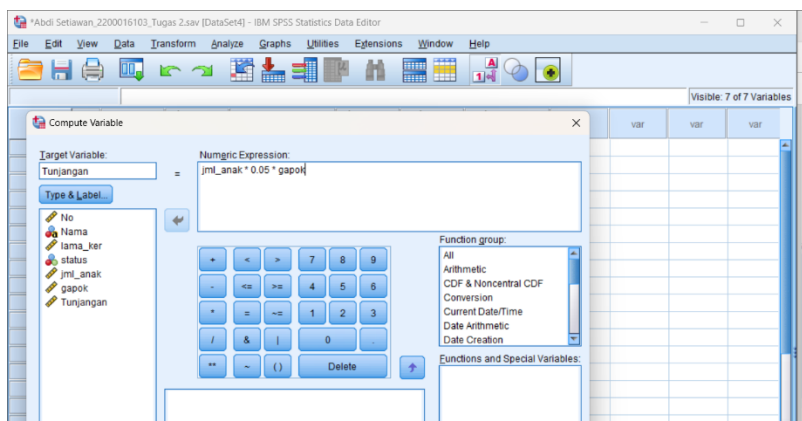 *Abdi Setiawan_2200016103_Tugas 2.sav [DataSet4] - IBM SPSS Statistics Data Editor
File Edit View Data Transform Analyze Graphs Utilities Extensions Window Help
Visible: 7 of 7 Variables
Compute Variable
var var var
Target Variable: Numeric Expression:
Tunjangan = jml_anak * 0.05 * gapok
Type & Label...
No
Nama
lama_ker
status
jml_anak
gapok
Tunjangan
+ < > 7 8 9
- <= >= 4 5 6
* = ~= 1 2 3
/ & | 0 .
** ~ ( ) Delete
Function group:
All
Arithmetic
CDF & Noncentral CDF
Conversion
Current Date/Time
Date Arithmetic
Date Creation
Functions and Special Variables: